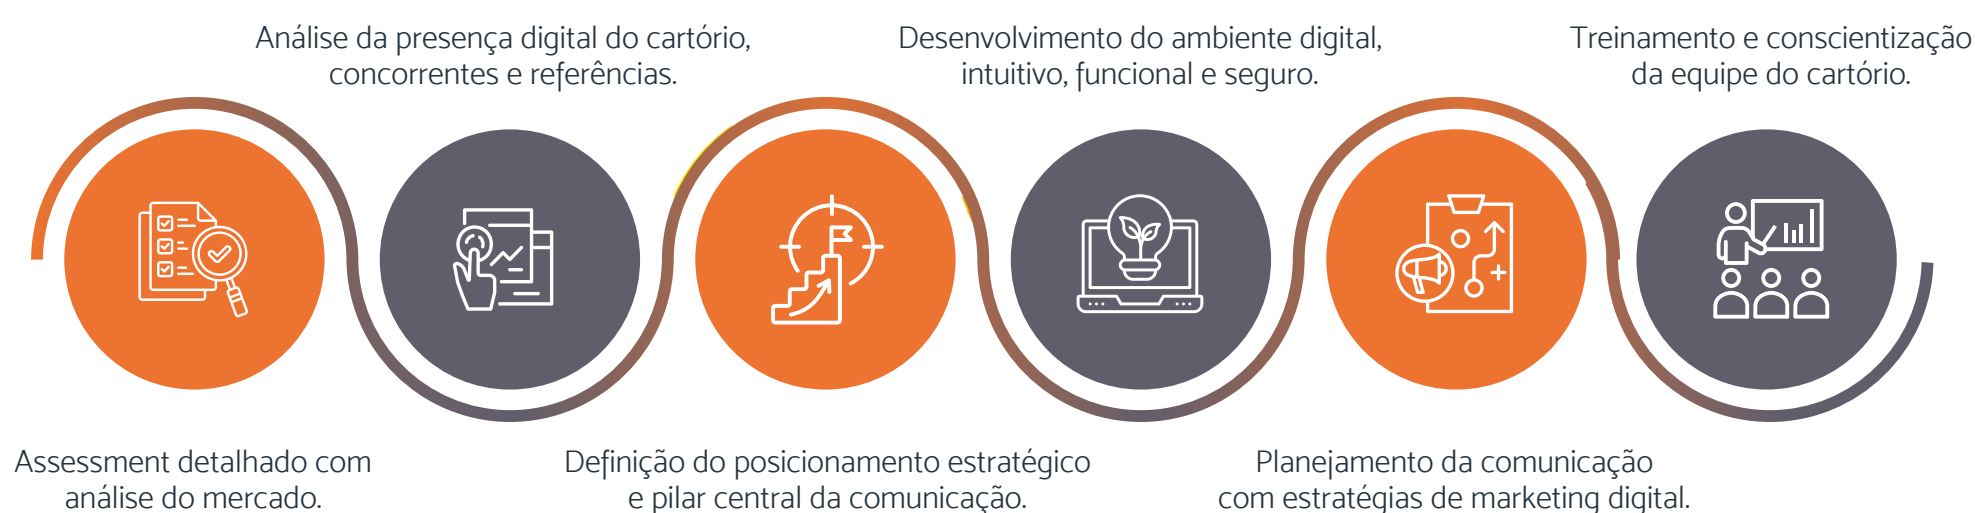 Análise da presença digital do cartório,
concorrentes e referências.
Desenvolvimento do ambiente digital,
intuitivo, funcional e seguro.
Treinamento e conscientização
da equipe do cartório.
Assessment detalhado com
análise do mercado.
Definição do posicionamento estratégico
e pilar central da comunicação.
Planejamento da comunicação
com estratégias de marketing digital.